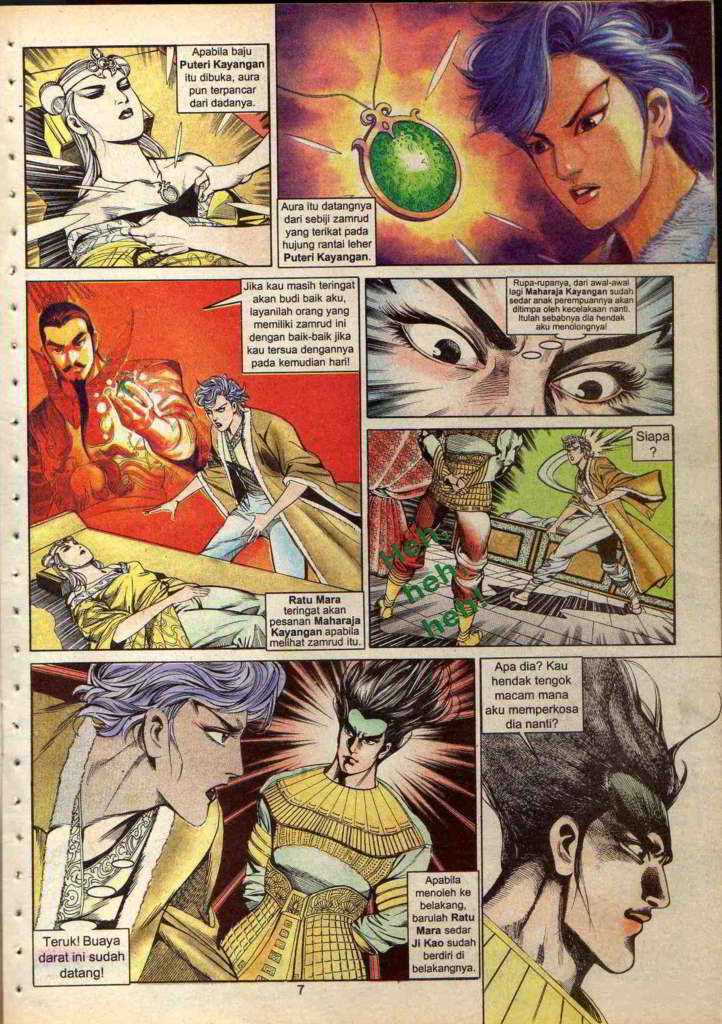 Apabila baju
Puteri Kayangan
itu dibuka, aura
pun terpancar
dari dadanya.
Aura itu datangnya
dari sebiji zamrud
yang terikat pada
hujung rantai leher
Puteri Kayangan.
Jika kau masih teringat
akan budi baik aku,
layanilah orang yang
memiliki zamrud ini
dengan baik-baik jika
kau tersua dengannya
pada kemudian hari!
Ratu Mara
teringat akan
pesanan Maharaja
Kayangan apabila
melihat zamrud itu.
Rupa-rupanya, dari awal-awal
lagi Maharaja Kayangan sudah
sedar anak perempuannya akan
ditimpa oleh kecelakaan nanti.
Itulah sebabnya dia hendak
aku menolongnya!
Siapa
?
Heh,
heh,
heh!
Teruk! Buaya
darat ini sudah
datang!
Apabila
menoleh ke
belakang,
barulah Ratu
Mara sedar
Ji Kao sudah
berdiri di
belakangnya.
Apa dia? Kau
hendak tengok
macam mana
aku memperkosa
dia nanti?
7